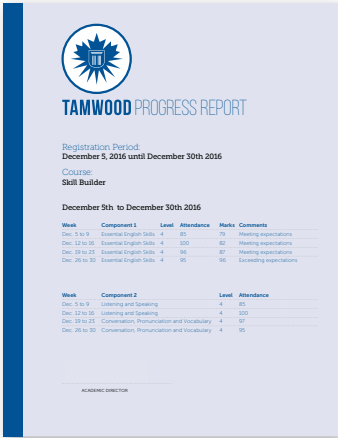 TAMWOOD PROGRESS REPORT
Registration Period:
December 5, 2016 until December 30th 2016
Course:
Skill Builder
December 5th to December 30th 2016
Week Component 1 Level Attendance Marks Comments
Dec. 5 to 9 Essential English Skills 4 85 79 Meeting expectations
Dec. 12 to 16 Essential English Skills 4 100 82 Meeting expectations
Dec. 19 to 23 Essential English Skills 4 96 87 Meeting expectations
Dec. 26 to 30 Essential English Skills 4 95 96 Exceeding expectations
Week Component 2 Level Attendance
Dec. 5 to 9 Listening and Speaking 4 85
Dec. 12 to 16 Listening and Speaking 4 100
Dec. 19 to 23 Conversation, Pronunciation and Vocabulary 4 97
Dec. 26 to 30 Conversation, Pronunciation and Vocabulary 4 95
ACADEMIC DIRECTOR